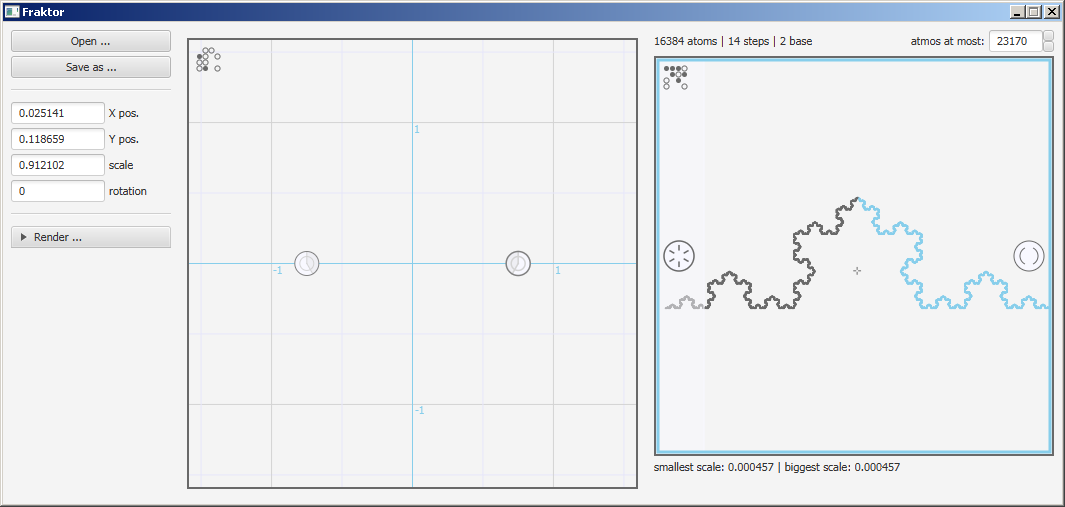 Fraktor
Open ...
Save as ...
0.025141 X pos.
0.118659 Y pos.
0.912102 scale
0 rotation
Render ...
1
-1
1
-1
16384 atoms | 14 steps | 2 base
atmos at most: 23170
smallest scale: 0.000457 | biggest scale: 0.000457